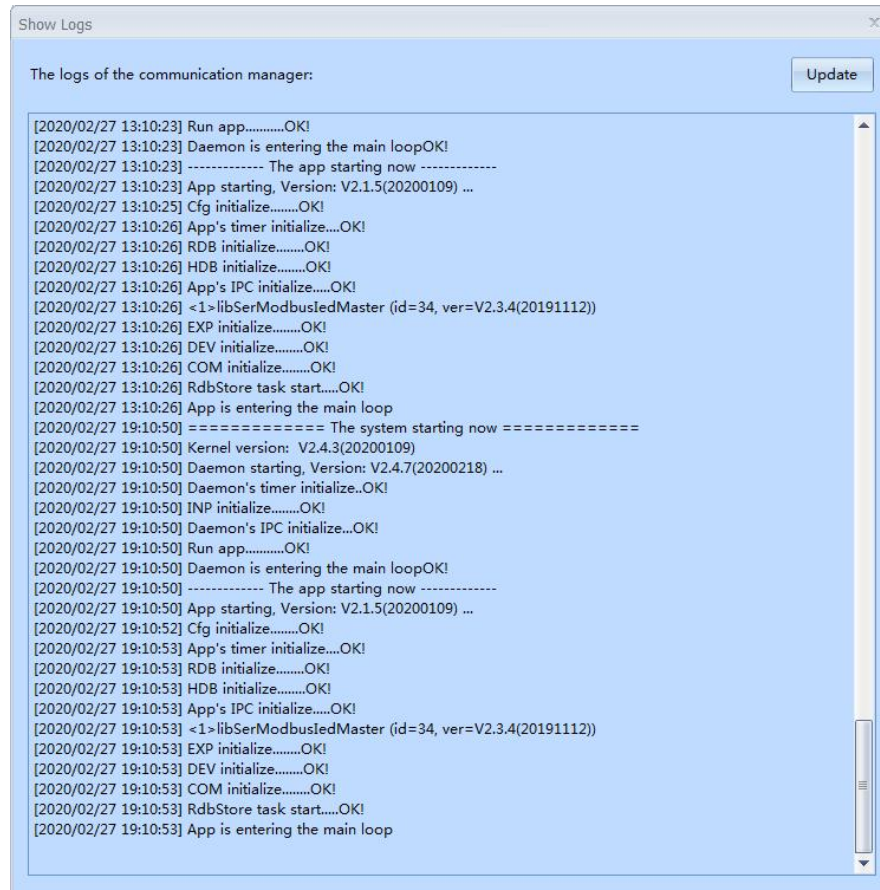 Show Logs
The logs of the communication manager:
Update
[2020/02/27 13:10:23] Run app...........OK!
[2020/02/27 13:10:23] Daemon is entering the main loopOK!
[2020/02/27 13:10:23] ------------- The app starting now -------------
[2020/02/27 13:10:23] App starting, Version: V2.1.5(20200109) ...
[2020/02/27 13:10:25] Cfg initialize........OK!
[2020/02/27 13:10:26] App's timer initialize....OK!
[2020/02/27 13:10:26] RDB initialize........OK!
[2020/02/27 13:10:26] HDB initialize........OK!
[2020/02/27 13:10:26] App's IPC initialize.....OK!
[2020/02/27 13:10:26] <1>libSerModbusIedMaster (id=34, ver=V2.3.4(20191112))
[2020/02/27 13:10:26] EXP initialize........OK!
[2020/02/27 13:10:26] DEV initialize........OK!
[2020/02/27 13:10:26] COM initialize........OK!
[2020/02/27 13:10:26] RdbStore task start.....OK!
[2020/02/27 13:10:26] App is entering the main loop
[2020/02/27 19:10:50] ============= The system starting now =============
[2020/02/27 19:10:50] Kernel version:  V2.4.3(20200109)
[2020/02/27 19:10:50] Daemon starting, Version: V2.4.7(20200218) ...
[2020/02/27 19:10:50] Daemon's timer initialize..OK!
[2020/02/27 19:10:50] INP initialize........OK!
[2020/02/27 19:10:50] Daemon's IPC initialize...OK!
[2020/02/27 19:10:50] Run app...........OK!
[2020/02/27 19:10:50] Daemon is entering the main loopOK!
[2020/02/27 19:10:50] ------------- The app starting now -------------
[2020/02/27 19:10:50] App starting, Version: V2.1.5(20200109) ...
[2020/02/27 19:10:52] Cfg initialize........OK!
[2020/02/27 19:10:53] App's timer initialize....OK!
[2020/02/27 19:10:53] RDB initialize........OK!
[2020/02/27 19:10:53] HDB initialize........OK!
[2020/02/27 19:10:53] App's IPC initialize.....OK!
[2020/02/27 19:10:53] <1>libSerModbusIedMaster (id=34, ver=V2.3.4(20191112))
[2020/02/27 19:10:53] EXP initialize........OK!
[2020/02/27 19:10:53] DEV initialize........OK!
[2020/02/27 19:10:53] COM initialize........OK!
[2020/02/27 19:10:53] RdbStore task start.....OK!
[2020/02/27 19:10:53] App is entering the main loop